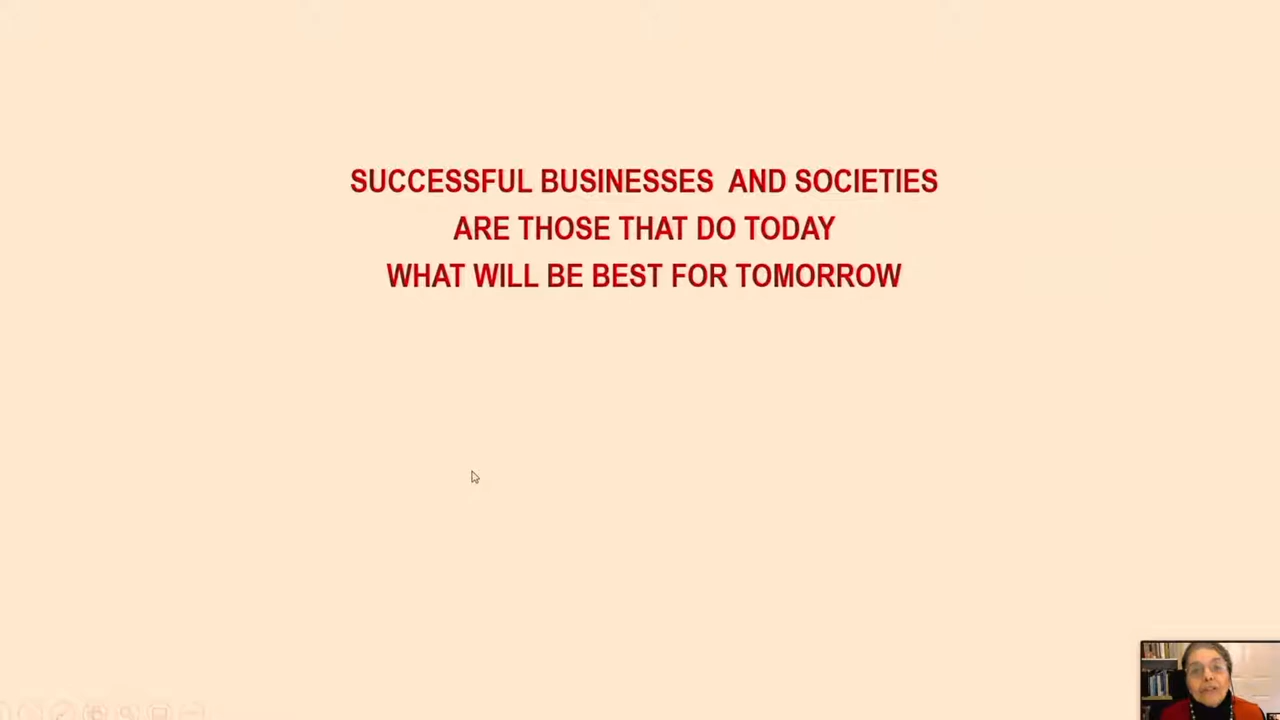 SUCCESSFUL BUSINESSES  AND SOCIETIES
ARE THOSE THAT DO TODAY
WHAT WILL BE BEST FOR TOMORROW